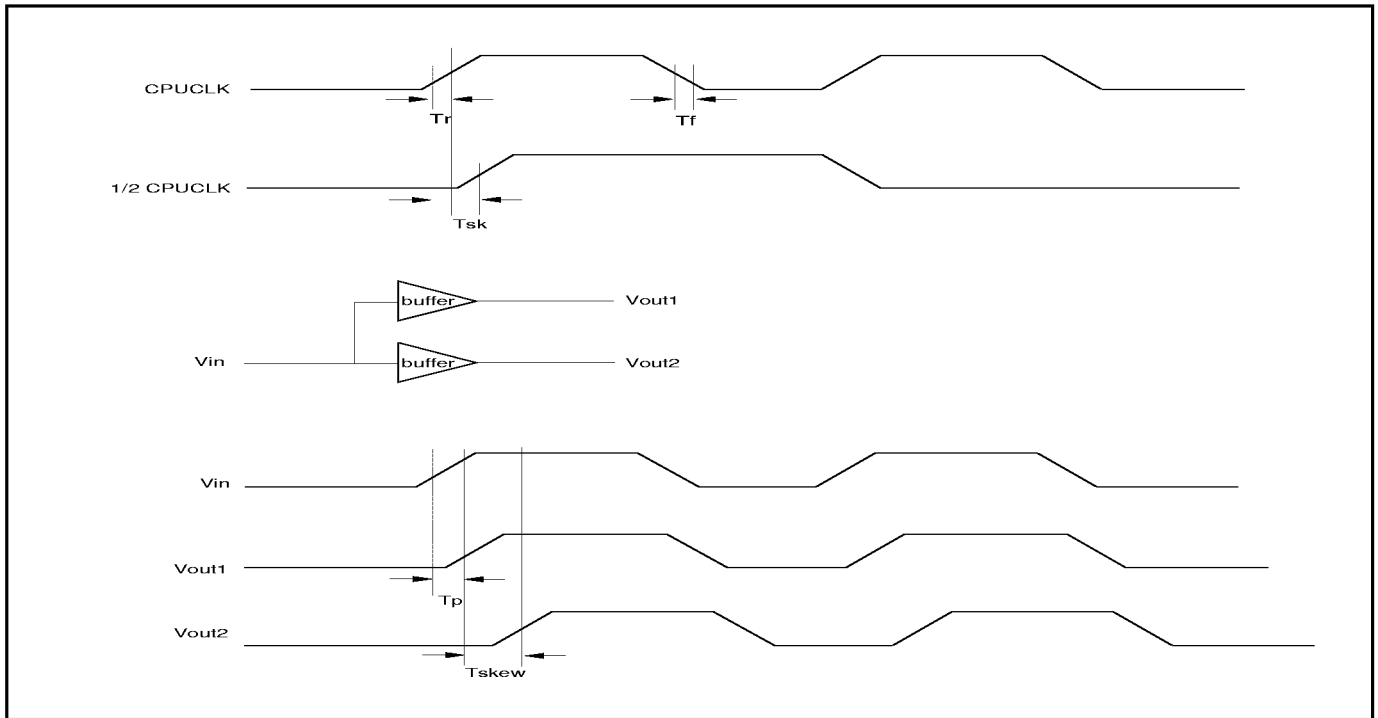 CPUCLK
Tr
Tf
1/2 CPUCLK
Tsk
buffer
Vout1
Vin
buffer
Vout2
Vin
Vout1
Tp
Vout2
Tskew